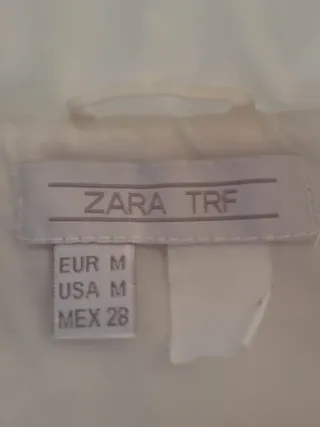 ZARA TRF
EUR M
USA M
MEX 28